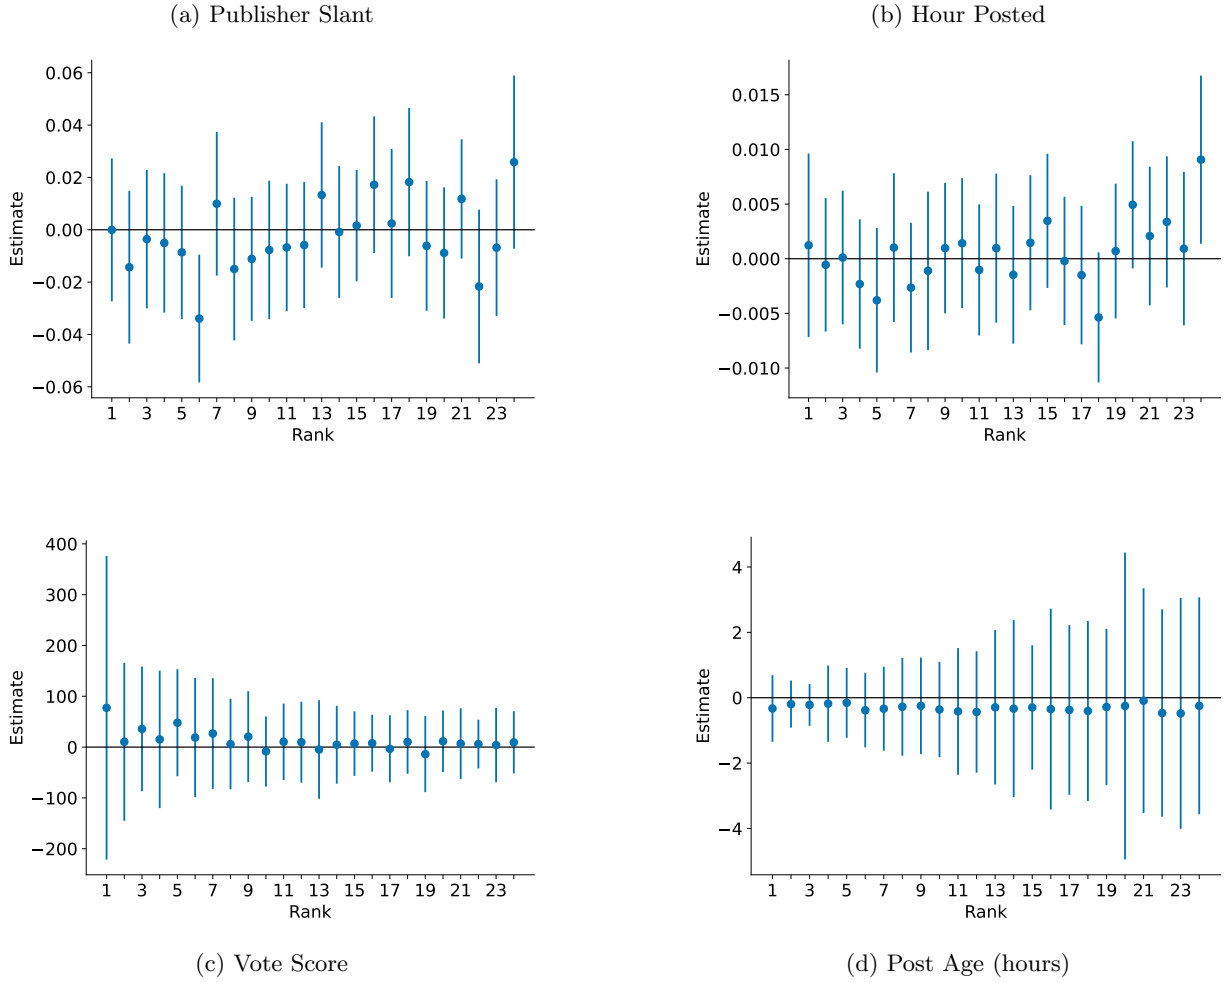 (a) Publisher Slant
(b) Hour Posted
0.06
0.04
0.02
0.00
−0.02
−0.04
−0.06
Estimate
1 3 5 7 9 11 13 15 17 19 21 23
Rank
0.015
0.010
0.005
0.000
−0.005
−0.010
Estimate
1 3 5 7 9 11 13 15 17 19 21 23
Rank
400
300
200
100
0
−100
−200
Estimate
1 3 5 7 9 11 13 15 17 19 21 23
Rank
4
2
0
−2
−4
Estimate
1 3 5 7 9 11 13 15 17 19 21 23
Rank
(c) Vote Score
(d) Post Age (hours)